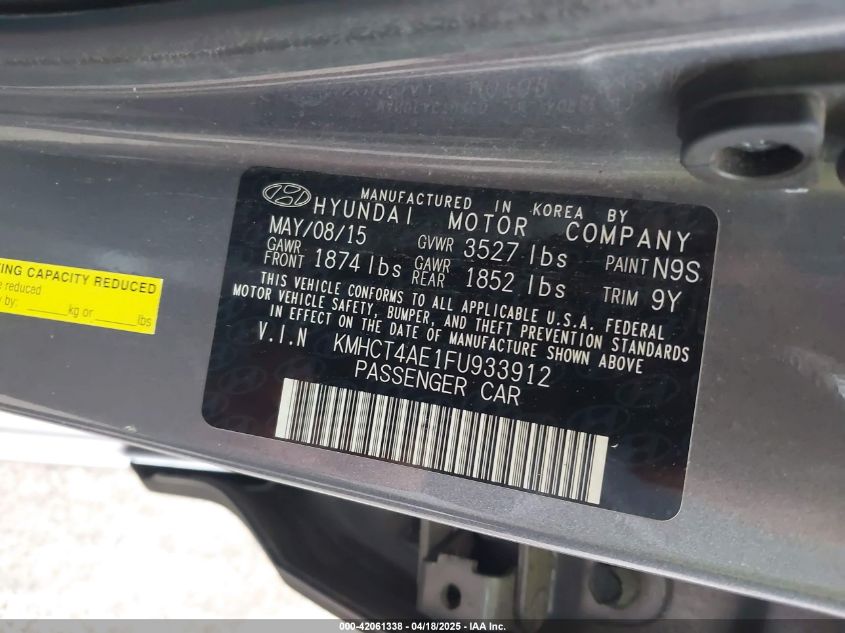 MANUFACTURED IN KOREA BY
HYUNDAI MOTOR COMPANY
MAY/08/15 GVWR 3527 lbs PAINT N9S
GAWR FRONT 1874 lbs GAWR REAR 1852 lbs TRIM 9Y
THIS VEHICLE CONFORMS TO ALL APPLICABLE U.S.A. FEDERAL
MOTOR VEHICLE SAFETY, BUMPER, AND THEFT PREVENTION STANDARDS
IN EFFECT ON THE DATE OF MANUFACTURE SHOWN ABOVE
V.I.N KMHCT4AE1FU933912
PASSENGER CAR
CAPACITY REDUCED
reduced
by: ______kg or ______lbs
000-42061338 - 04/18/2025 - IAA Inc.